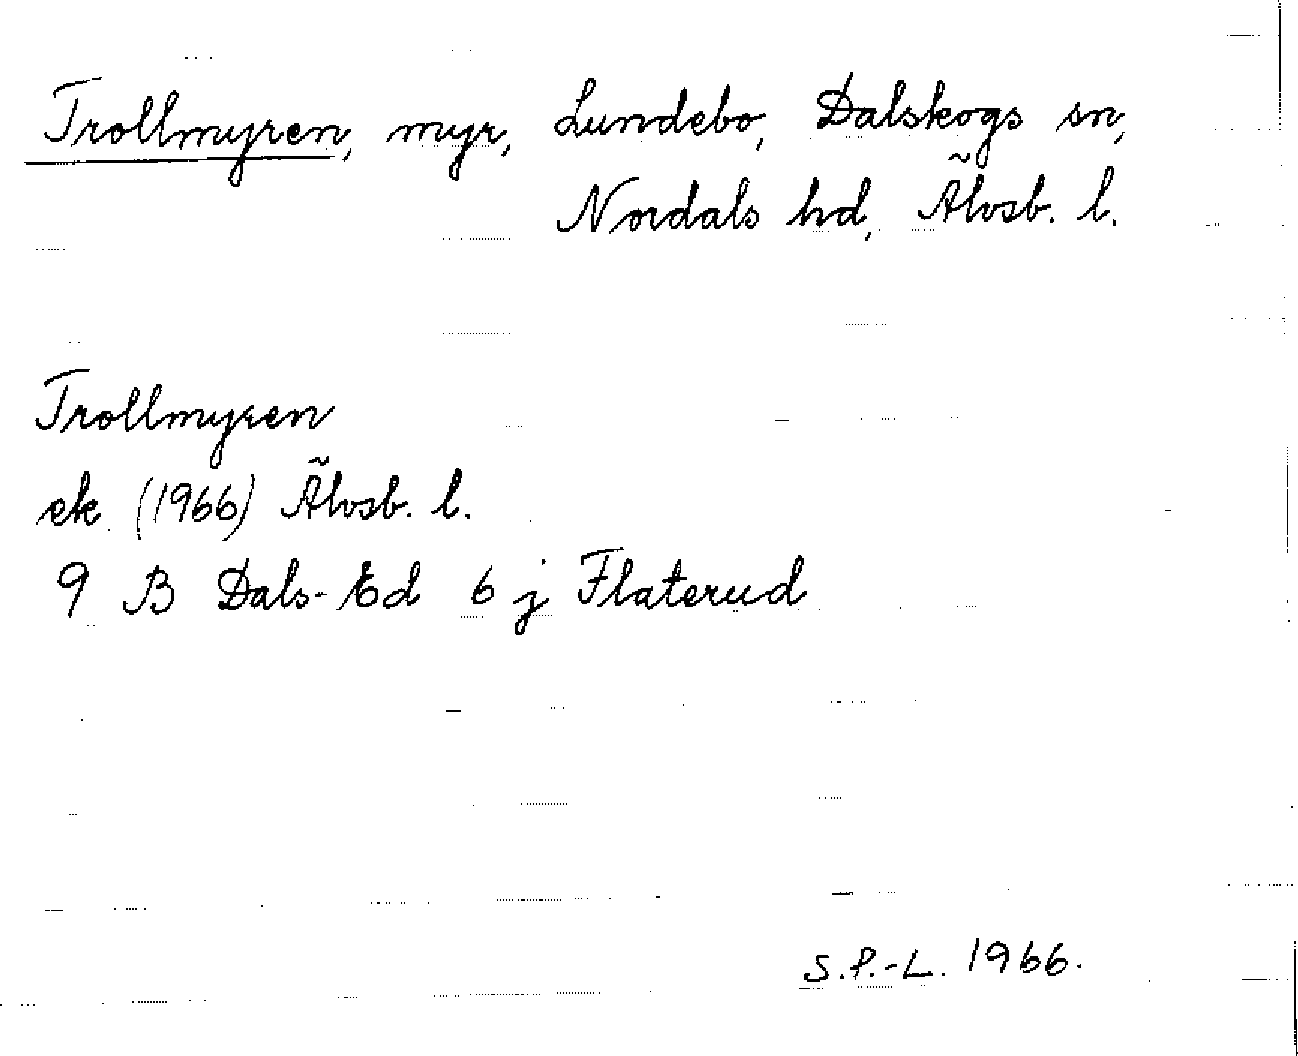 Trollmyren, myr, Lundebo, Dalskogs sn,
Nordals hd, Älvsb. l.
Trollmyren
ek (1966) Älvsb. l.
9 B Dals-Ed 6 j Flaterud
S.P.-L. 1966.